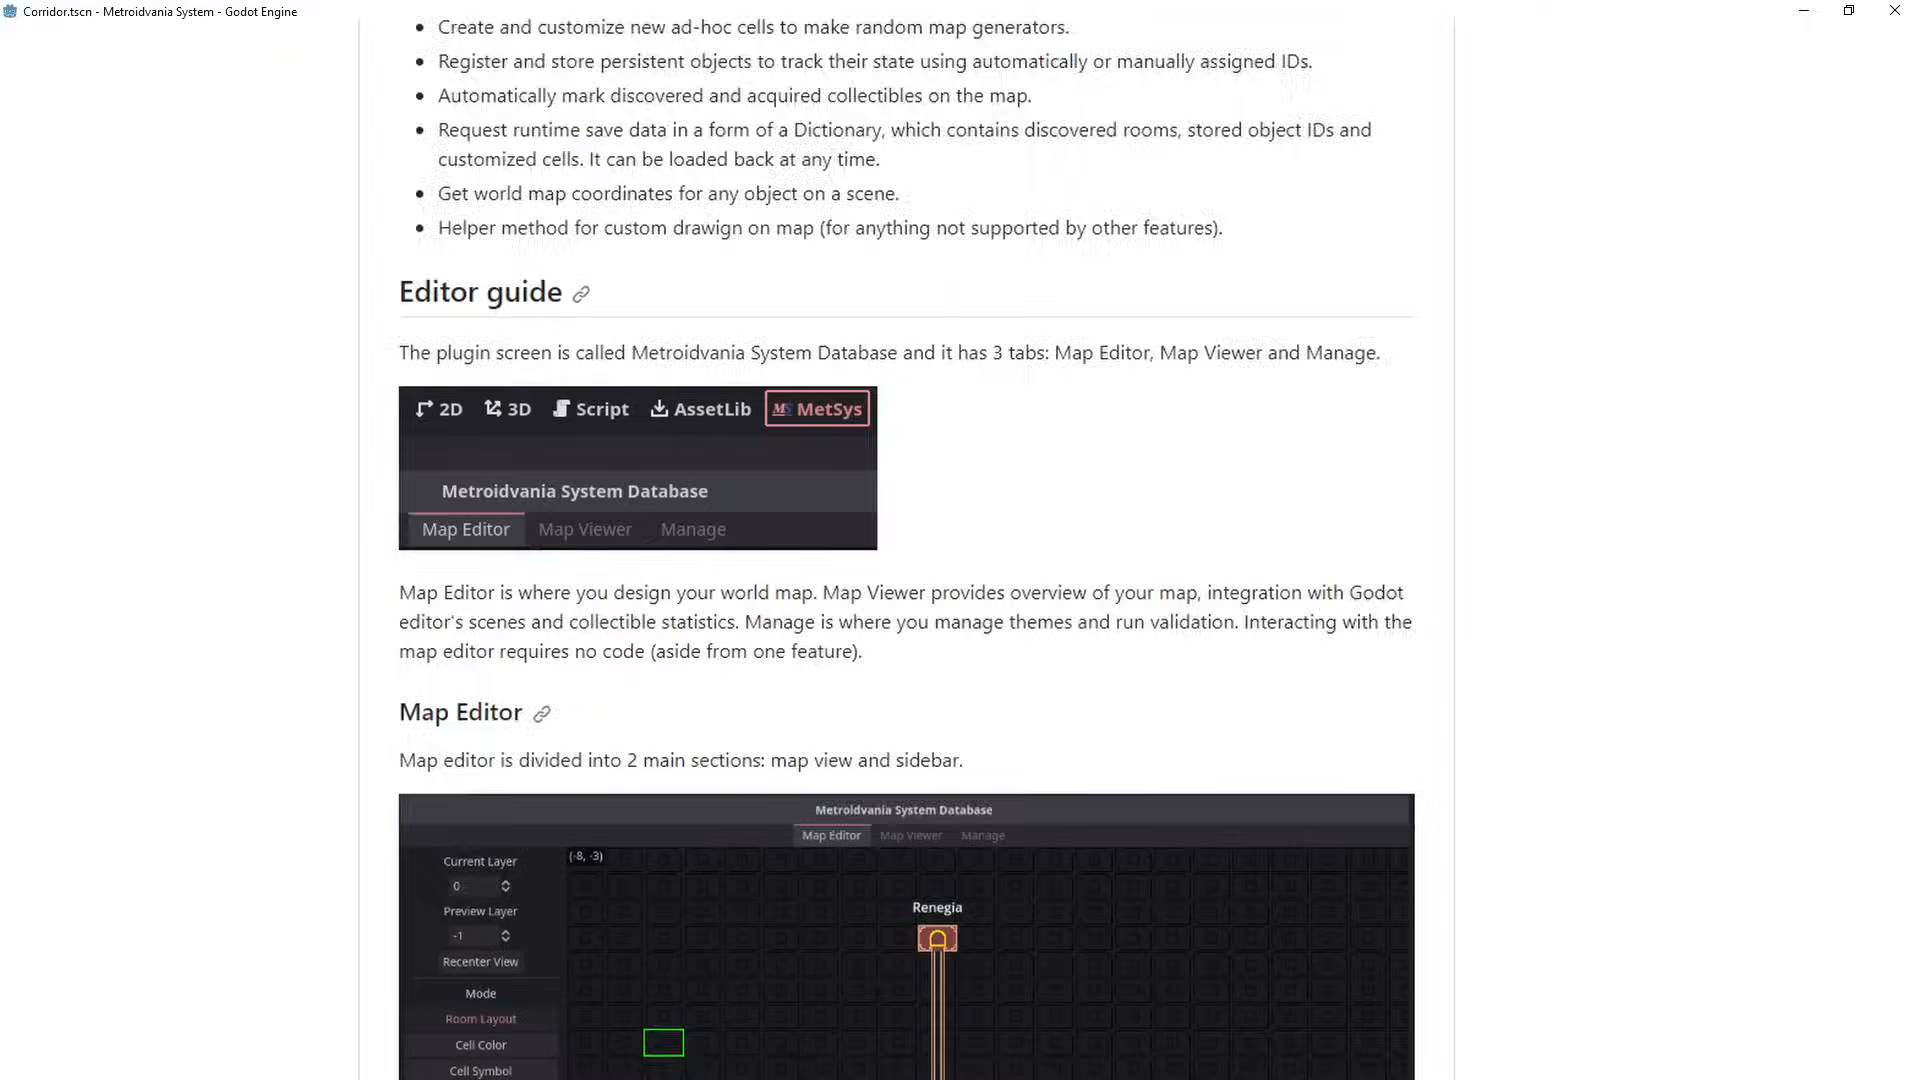 Corridor.tscn - Metroidvania System - Godot Engine
Create and customize new ad-hoc cells to make random map generators.
Register and store persistent objects to track their state using automatically or manually assigned IDs.
Automatically mark discovered and acquired collectibles on the map.
Request runtime save data in a form of a Dictionary, which contains discovered rooms, stored object IDs and
customized cells. It can be loaded back at any time.
Get world map coordinates for any object on a scene.
Helper method for custom drawign on map (for anything not supported by other features).
Editor guide
The plugin screen is called Metroidvania System Database and it has 3 tabs: Map Editor, Map Viewer and Manage.
2D 3D Script AssetLib MS MetSys
Metroidvania System Database
Map Editor Map Viewer Manage
Map Editor is where you design your world map. Map Viewer provides overview of your map, integration with Godot
editor's scenes and collectible statistics. Manage is where you manage themes and run validation. Interacting with the
map editor requires no code (aside from one feature).
Map Editor
Map editor is divided into 2 main sections: map view and sidebar.
Metroidvania System Database
Map Editor Map Viewer Manage
(-8, -3)
Current Layer
0
Preview Layer
-1
Recenter View
Mode
Room Layout
Cell Color
Cell Symbol
Renegia